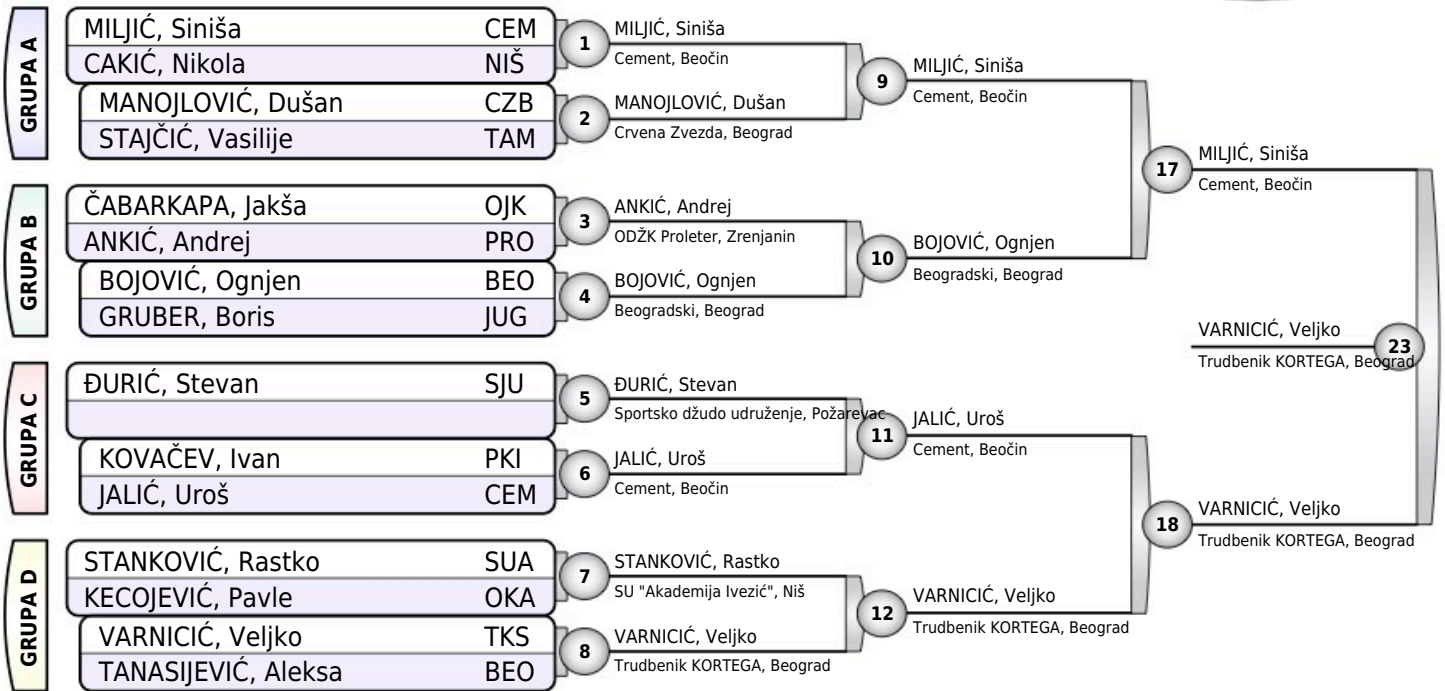 GRUPA A
MILJIĆ, Siniša CEM
CAKIĆ, Nikola NIŠ
MANOJLOVIĆ, Dušan CZB
STAJČIĆ, Vasilije TAM
GRUPA B
ČABARKAPA, Jakša OJK
ANKIĆ, Andrej PRO
BOJOVIĆ, Ognjen BEO
GRUBER, Boris JUG
GRUPA C
ĐURIĆ, Stevan SJU
KOVAČEV, Ivan PKI
JALIĆ, Uroš CEM
GRUPA D
STANKOVIĆ, Rastko SUA
KECOJEVIĆ, Pavle OKA
VARNICIĆ, Veljko TKS
TANASIJEVIĆ, Aleksa BEO
1
MILJIĆ, Siniša
Cement, Beočin
2
MANOJLOVIĆ, Dušan
Crvena Zvezda, Beograd
3
ANKIĆ, Andrej
ODŽK Proleter, Zrenjanin
4
BOJOVIĆ, Ognjen
Beogradski, Beograd
5
ĐURIĆ, Stevan
Sportsko džudo udruženje, Požarevac
6
JALIĆ, Uroš
Cement, Beočin
7
STANKOVIĆ, Rastko
SU "Akademija Ivezić", Niš
8
VARNICIĆ, Veljko
Trudbenik KORTEGA, Beograd
9
MILJIĆ, Siniša
Cement, Beočin
10
BOJOVIĆ, Ognjen
Beogradski, Beograd
11
JALIĆ, Uroš
Cement, Beočin
12
VARNICIĆ, Veljko
Trudbenik KORTEGA, Beograd
17
MILJIĆ, Siniša
Cement, Beočin
18
VARNICIĆ, Veljko
Trudbenik KORTEGA, Beograd
VARNICIĆ, Veljko
Trudbenik KORTEGA, Beograd
23